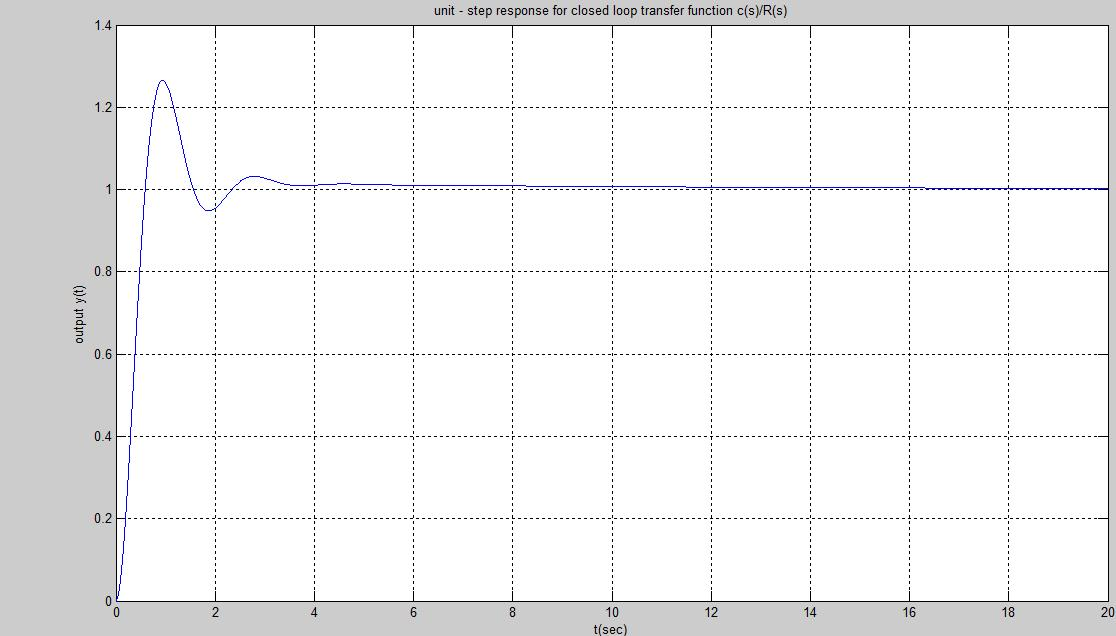 unit - step response for closed loop transfer function c(s)/R(s)
1.4
1.2
1
0.8
0.6
0.4
0.2
0
output y(t)
0 2 4 6 8 10 12 14 16 18 20
t(sec)